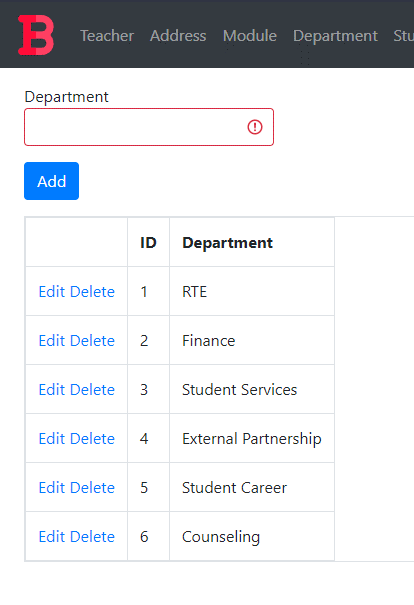 B
Teacher Address Module Department Stu
Department
Add
ID Department
Edit Delete 1 RTE
Edit Delete 2 Finance
Edit Delete 3 Student Services
Edit Delete 4 External Partnership
Edit Delete 5 Student Career
Edit Delete 6 Counseling